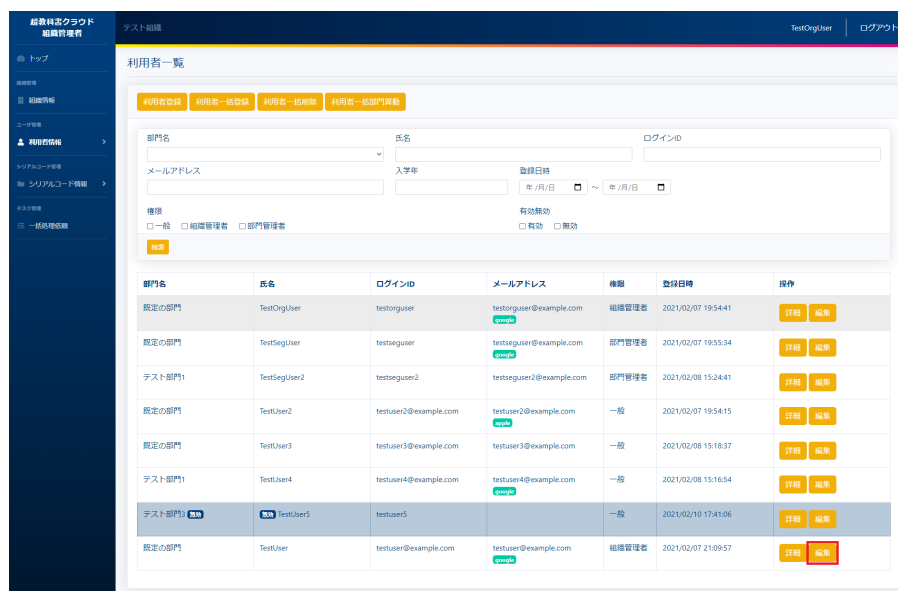 超教科書クラウド
組織管理者
テスト組織
TestOrgUser
ログアウト
トップ
組織管理
組織情報
ユーザ管理
利用者情報
シリアルコード管理
シリアルコード情報
タスク管理
一括処理依頼
利用者一覧
利用者登録 利用者一括登録 利用者一括削除 利用者一括部門異動
部門名 氏名 ログインID
メールアドレス 入学年 登録日時
年 /月/日 ～ 年 /月/日
権限 有効無効
一般 組織管理者 部門管理者 有効 無効
検索
部門名 氏名 ログインID メールアドレス 権限 登録日時 操作
既定の部門 TestOrgUser testorguser testorguser@example.com 組織管理者 2021/02/07 19:54:41 詳細 編集
google
既定の部門 TestSegUser testseguser testseguser@example.com 部門管理者 2021/02/07 19:55:34 詳細 編集
google
テスト部門1 TestSegUser2 testseguser2 testseguser2@example.com 部門管理者 2021/02/08 15:24:41 詳細 編集
既定の部門 TestUser2 testuser2@example.com testuser2@example.com 一般 2021/02/07 19:54:15 詳細 編集
apple
既定の部門 TestUser3 testuser3@example.com testuser3@example.com 一般 2021/02/08 15:18:37 詳細 編集
テスト部門1 TestUser4 testuser4@example.com testuser4@example.com 一般 2021/02/08 15:16:54 詳細 編集
google
テスト部門3 無効 無効 TestUser5 testuser5 一般 2021/02/10 17:41:06 詳細 編集
既定の部門 TestUser testuser@example.com testuser@example.com 組織管理者 2021/02/07 21:09:57 詳細 編集
google